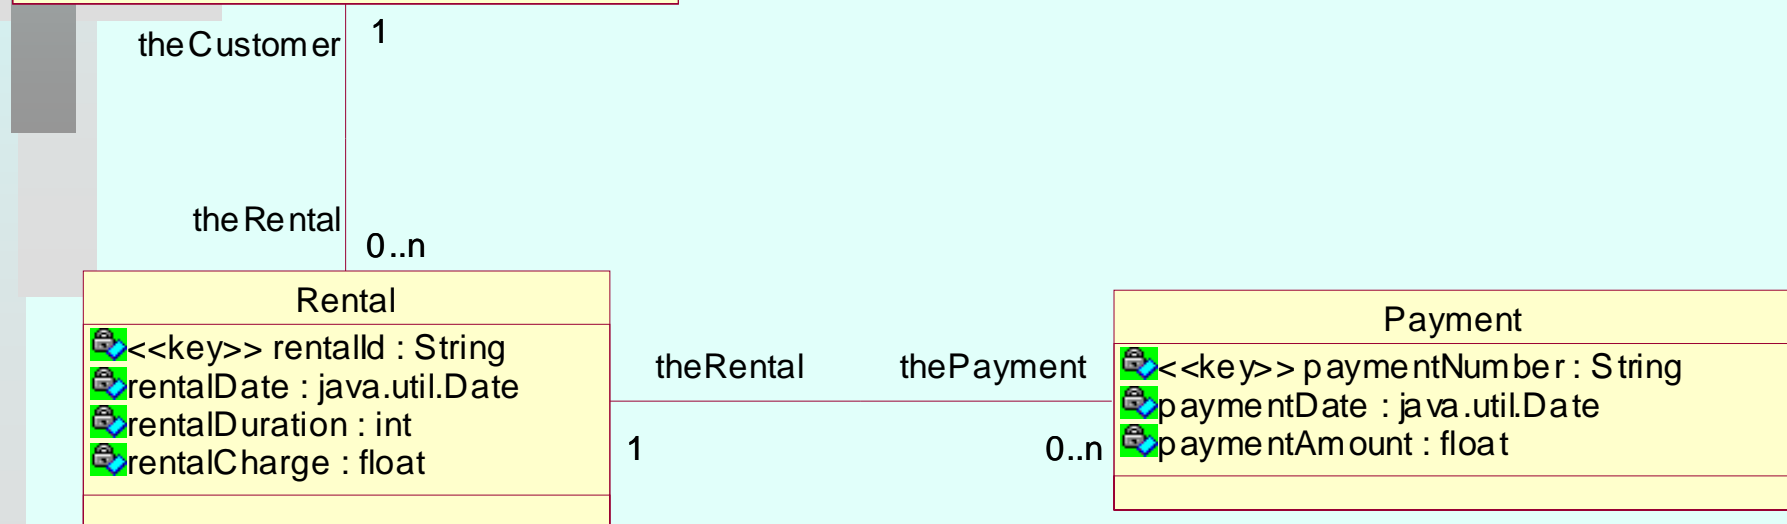 theCustomer
1
theRental
0..n
Rental
<<key>> rentalId : String
rentalDate : java.util.Date
rentalDuration : int
rentalCharge : float
theRental
thePayment
1
0..n
Payment
<<key>> paymentNumber : String
paymentDate : java.util.Date
paymentAmount : float